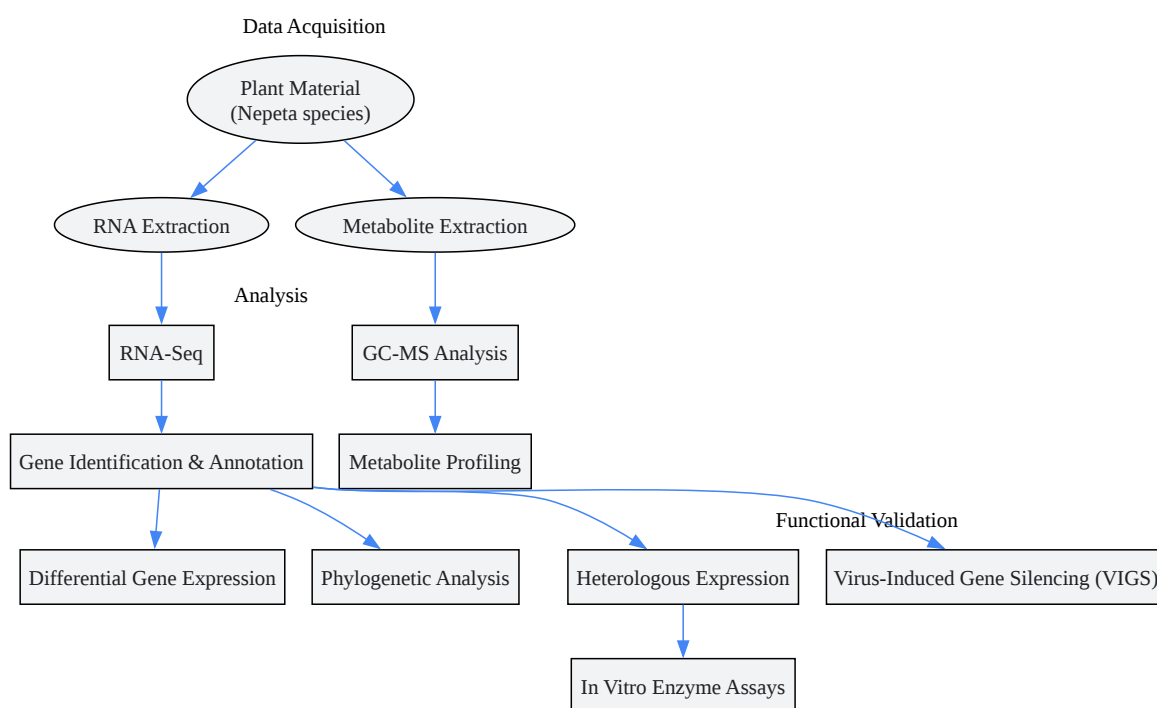 Data Acquisition
Plant Material
(Nepeta species)
RNA Extraction
Metabolite Extraction
Analysis
RNA-Seq
GC-MS Analysis
Gene Identification & Annotation
Metabolite Profiling
Functional Validation
Differential Gene Expression
Phylogenetic Analysis
Heterologous Expression
Virus-Induced Gene Silencing (VIGS)
In Vitro Enzyme Assays